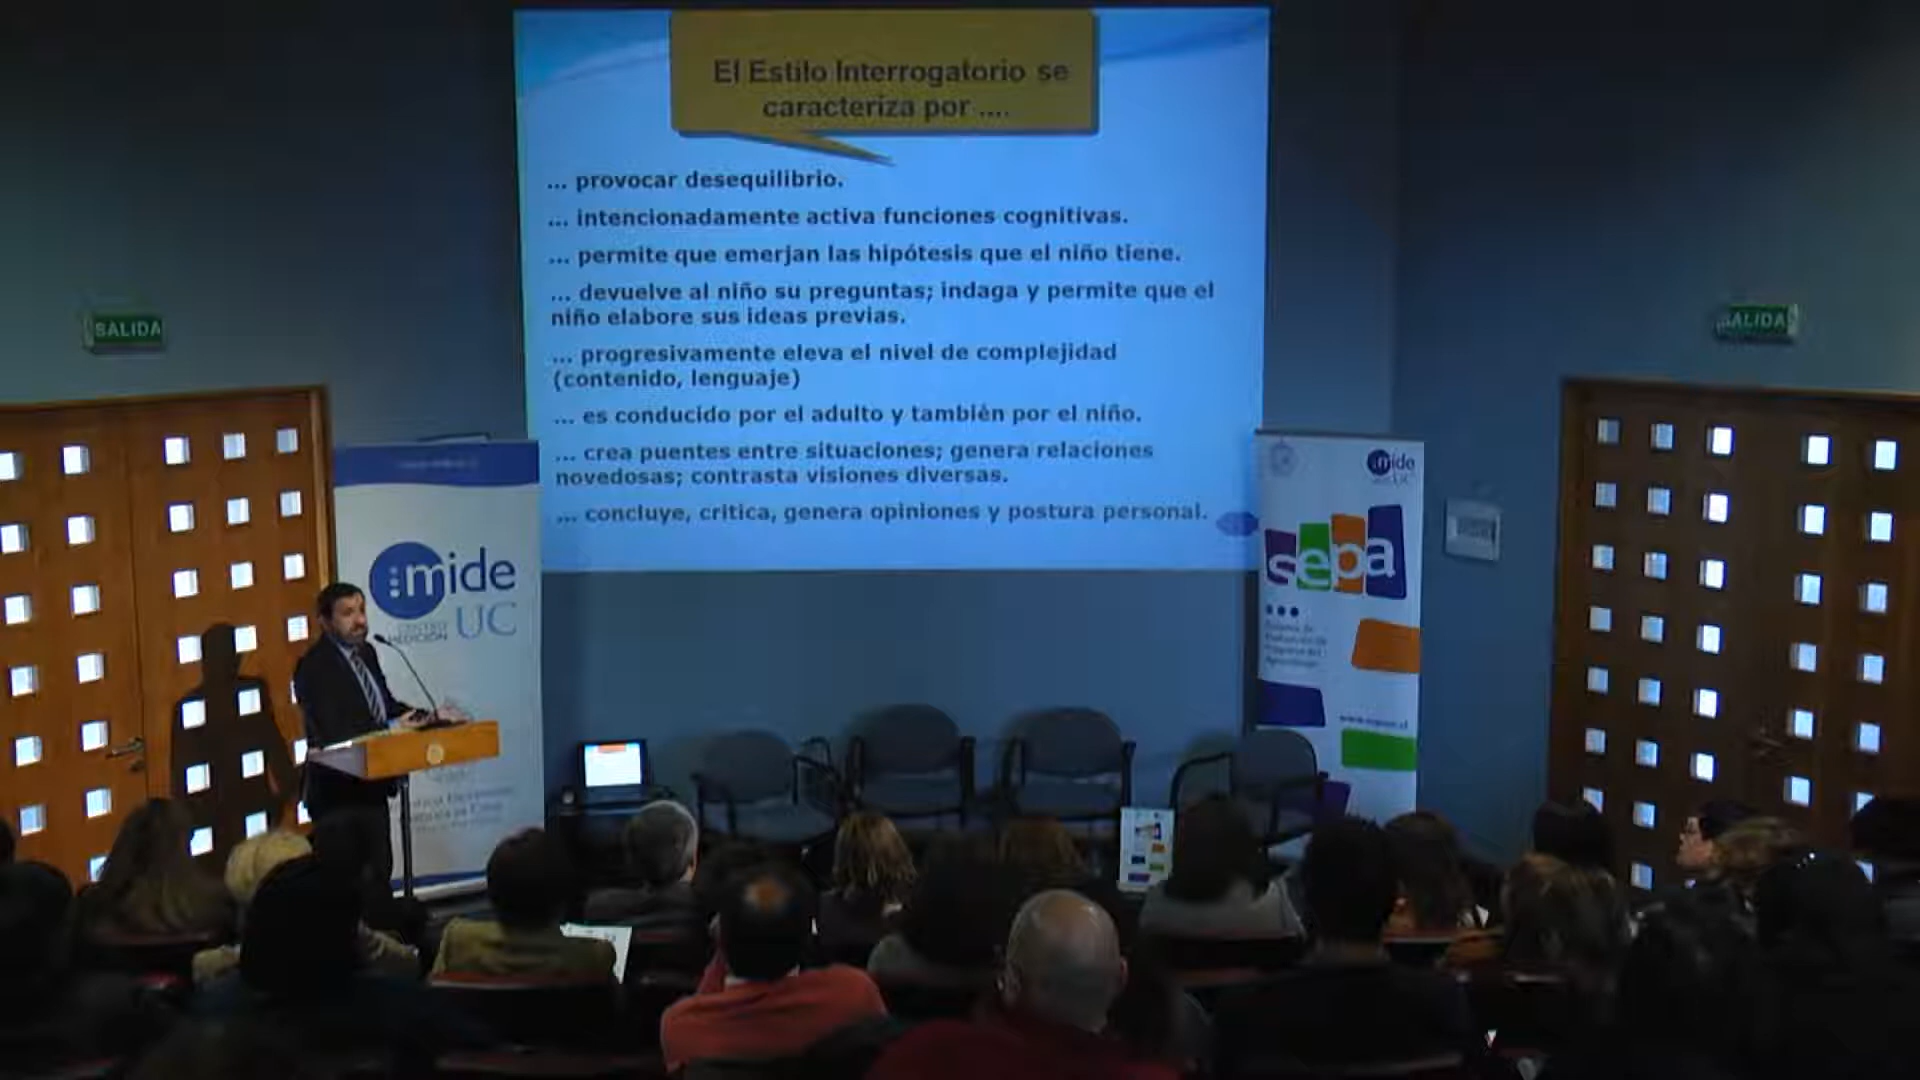 El Estilo Interrogatorio se
caracteriza por ....
... provocar desequilibrio.
... intencionadamente activa funciones cognitivas.
... permite que emerjan las hipótesis que el niño tiene.
... devuelve al niño su preguntas; indaga y permite que el
niño elabore sus ideas previas.
... progresivamente eleva el nivel de complejidad
(contenido, lenguaje)
... es conducido por el adulto y también por el niño.
... crea puentes entre situaciones; genera relaciones
novedosas; contrasta visiones diversas.
... concluye, critica, genera opiniones y postura personal.
SALIDA
SALIDA
mide
UC
CENTRO
MEDICIÓN
mide
UC
sepa